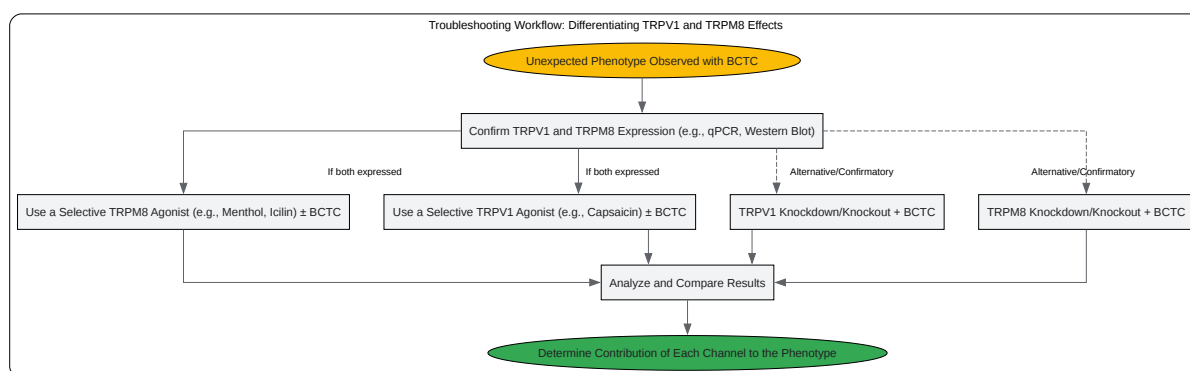 Troubleshooting Workflow: Differentiating TRPV1 and TRPM8 Effects
Unexpected Phenotype Observed with BCTC
Confirm TRPV1 and TRPM8 Expression (e.g., qPCR, Western Blot)
If both expressed
If both expressed
Alternative/Confirmatory
Alternative/Confirmatory
Use a Selective TRPM8 Agonist (e.g., Menthol, Icilin) ± BCTC
Use a Selective TRPV1 Agonist (e.g., Capsaicin) ± BCTC
TRPV1 Knockdown/Knockout + BCTC
TRPM8 Knockdown/Knockout + BCTC
Analyze and Compare Results
Determine Contribution of Each Channel to the Phenotype